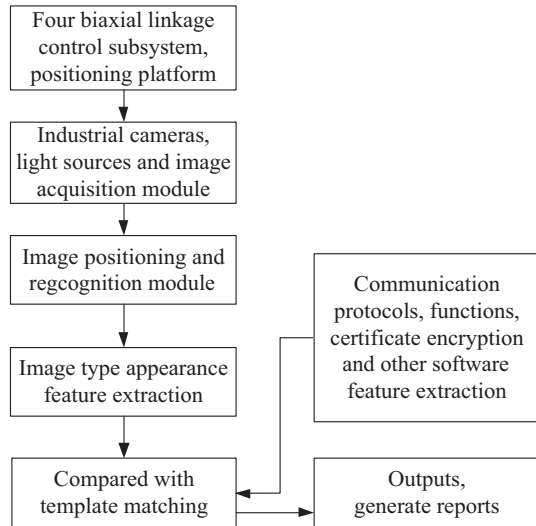 Four biaxial linkage
control subsystem,
positioning platform
Industrial cameras,
light sources and image
acquisition module
Image positioning and
regcognition module
Image type appearance
feature extraction
Communication
protocols, functions,
certificate encryption
and other software
feature extraction
Compared with
template matching
Outputs,
generate reports